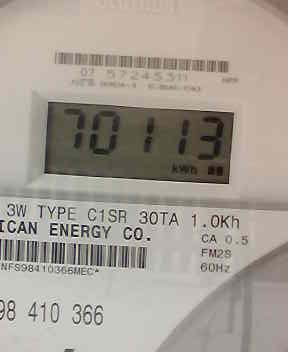 07 57245311
70113
kWh
3W TYPE C1SR 30TA 1.0Kh
ICAN ENERGY CO.
CA 0.5
FM2S
60Hz
NFS98410366MEC*
98 410 366